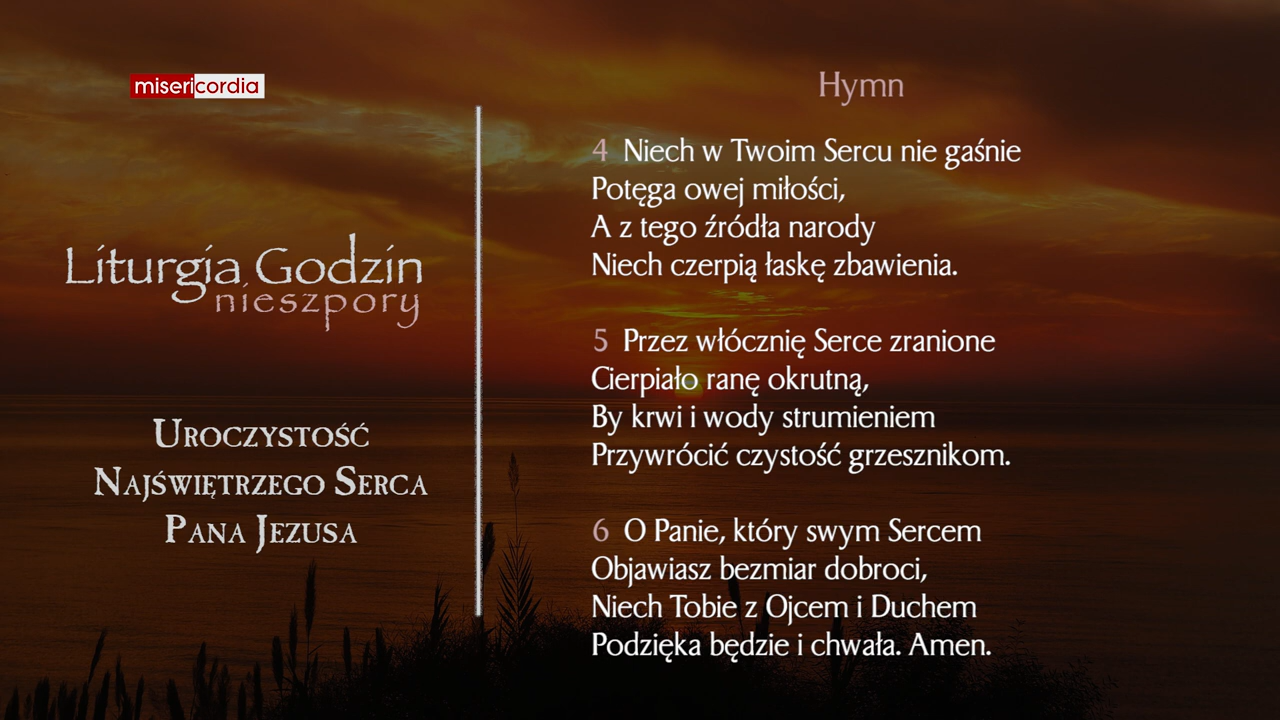 misericordia
Liturgia Godzin
nieszpory
Uroczystość
Najświętrzego Serca
Pana Jezusa
Hymn
4 Niech w Twoim Sercu nie gaśnie
Potęga owej miłości,
A z tego źródła narody
Niech czerpią łaskę zbawienia.
5 Przez włócznię Serce zranione
Cierpiało ranę okrutną,
By krwi i wody strumieniem
Przywrócić czystość grzesznikom.
6 O Panie, który swym Sercem
Objawiasz bezmiar dobroci,
Niech Tobie z Ojcem i Duchem
Podzięka będzie i chwała. Amen.